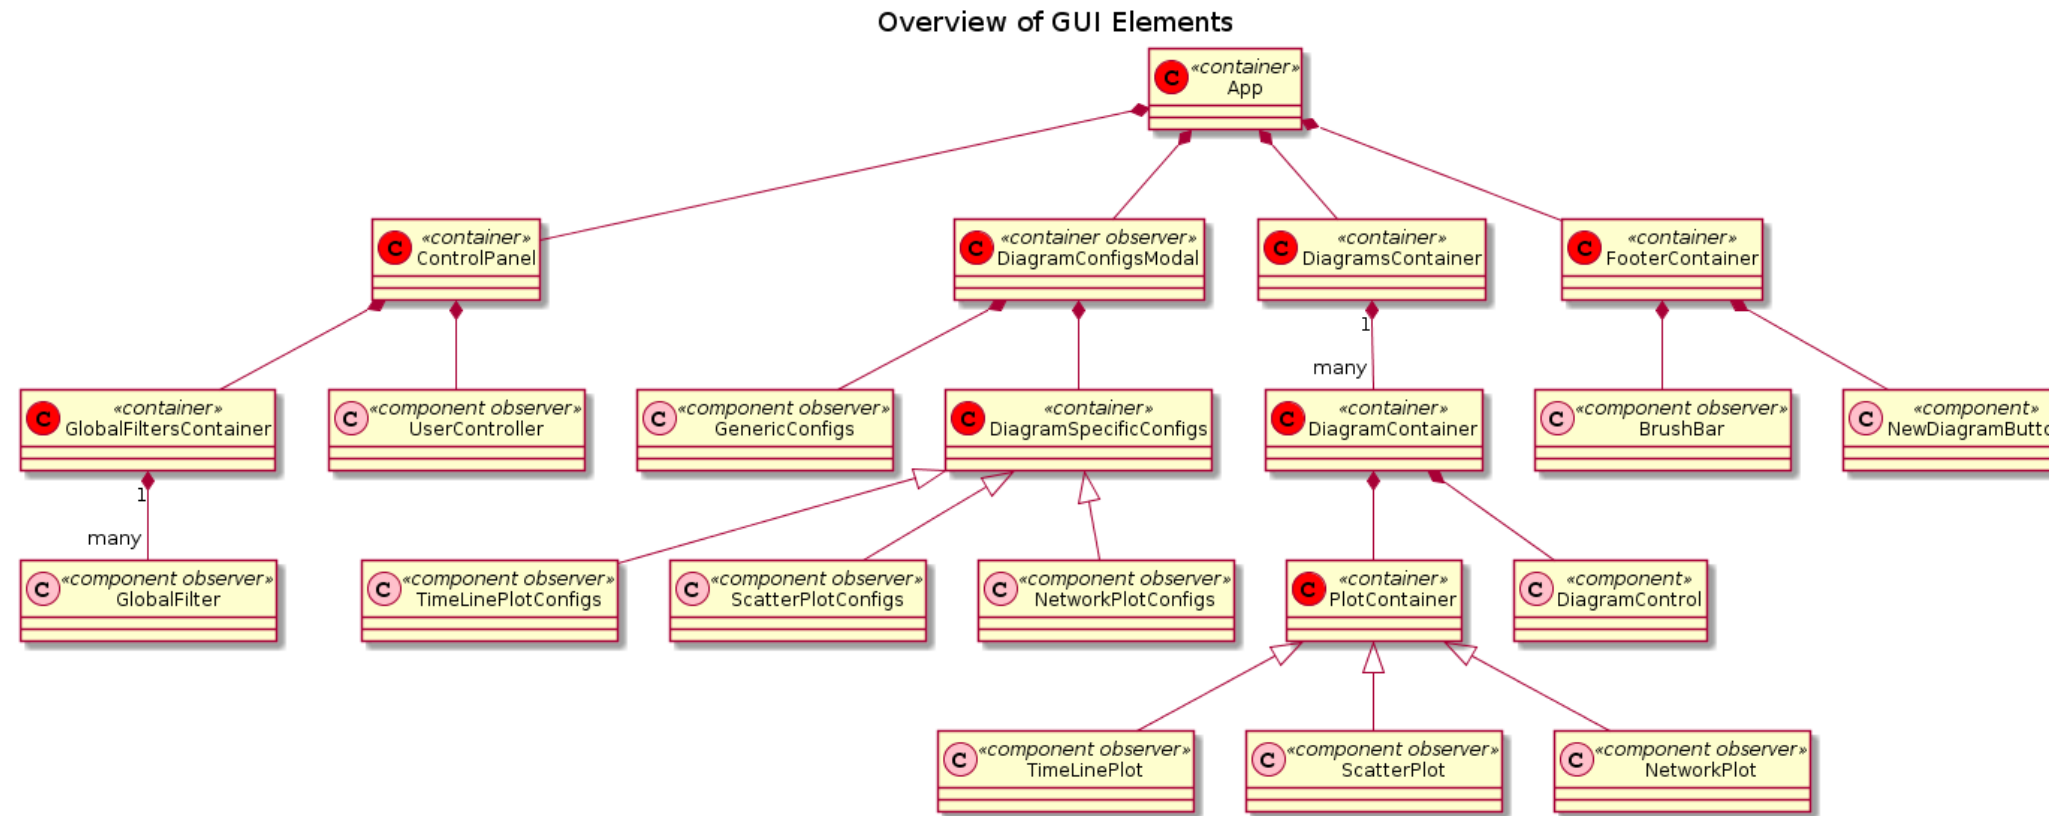 Overview of GUI Elements
C
«container»
App
C
«container»
ControlPanel
C
«container observer»
DiagramConfigsModal
C
«container»
DiagramsContainer
C
«container»
FooterContainer
1
many
C
«container»
GlobalFiltersContainer
C
«component observer»
UserController
C
«component observer»
GenericConfigs
C
«container»
DiagramSpecificConfigs
C
«container»
DiagramContainer
C
«component observer»
BrushBar
C
«component»
NewDiagramButto
1
many
C
«component observer»
GlobalFilter
C
«component observer»
TimeLinePlotConfigs
C
«component observer»
ScatterPlotConfigs
C
«component observer»
NetworkPlotConfigs
C
«container»
PlotContainer
C
«component»
DiagramControl
C
«component observer»
TimeLinePlot
C
«component observer»
ScatterPlot
C
«component observer»
NetworkPlot